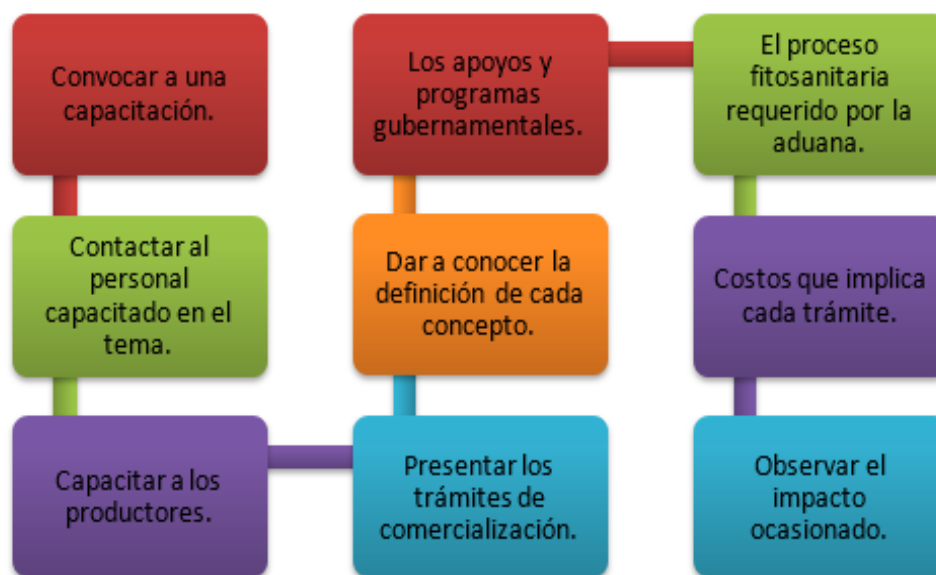 Convocar a una
capacitación.
Contactar al
personal
capacitado en el
tema.
Capacitar a los
productores.
Presentar los
trámites de
comercialización.
Dar a conocer la
definición de cada
concepto.
Los apoyos y
programas
gubernamentales.
El proceso
fitosanitaria
requerido por la
aduana.
Costos que implica
cada trámite.
Observar el
impacto
ocasionado.